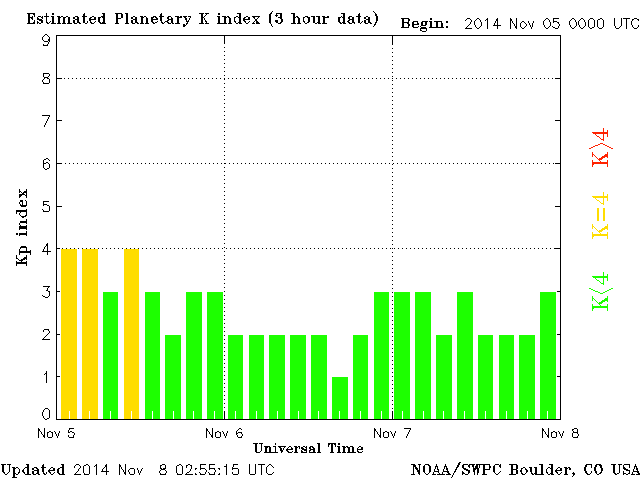 Estimated Planetary K index (3 hour data) Begin: 2014 Nov 05 0000 UTC
9
8
7
6
5
4
3
2
1
0
Kp index
K>4
K=4
K<4
Nov 5 Nov 6 Nov 7 Nov 8
Universal Time
Updated 2014 Nov 8 02:55:15 UTC NOAA/SWPC Boulder, CO USA